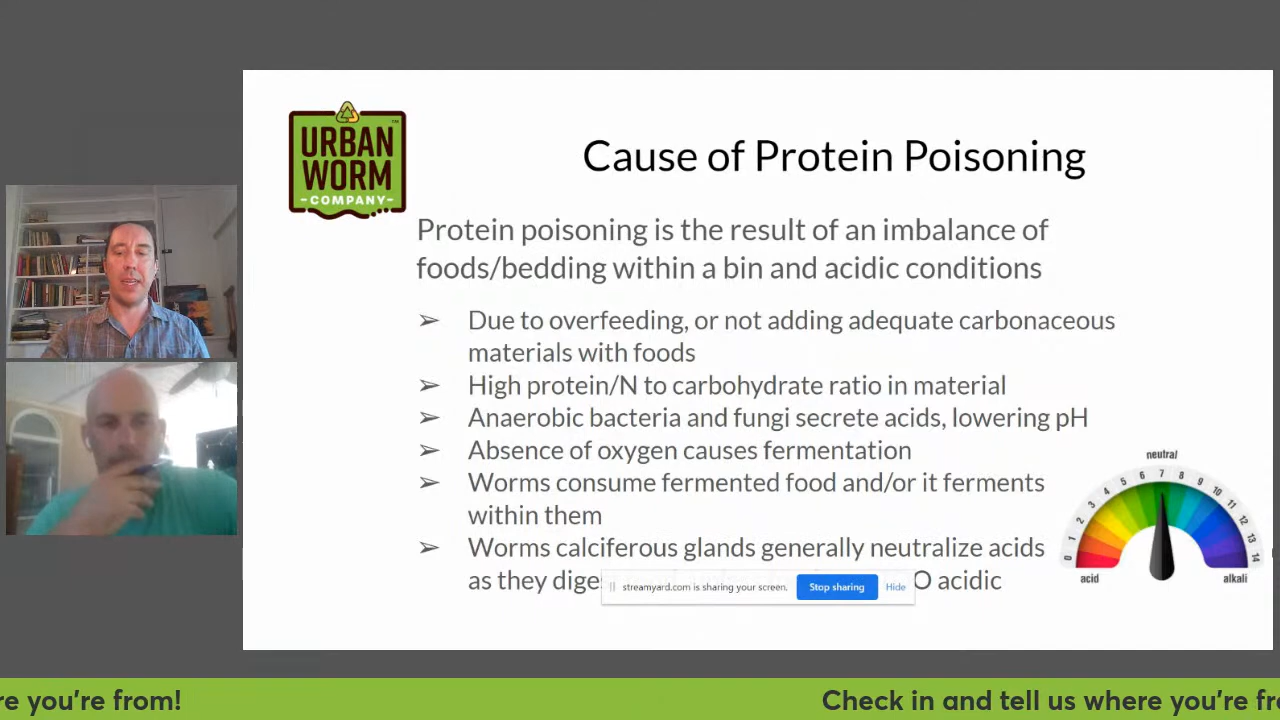 URBAN
WORM
-COMPANY-
TM
Cause of Protein Poisoning
Protein poisoning is the result of an imbalance of
foods/bedding within a bin and acidic conditions
➢ Due to overfeeding, or not adding adequate carbonaceous
materials with foods
➢ High protein/N to carbohydrate ratio in material
➢ Anaerobic bacteria and fungi secrete acids, lowering pH
➢ Absence of oxygen causes fermentation
➢ Worms consume fermented food and/or it ferments
within them
➢ Worms calciferous glands generally neutralize acids
as they diges O acidic
streamyard.com is sharing your screen. Stop sharing Hide
neutral
0 1 2 3 4 5 6 7 8 9 10 11 12 13 14
acid alkali
re you're from! Check in and tell us where you're fro